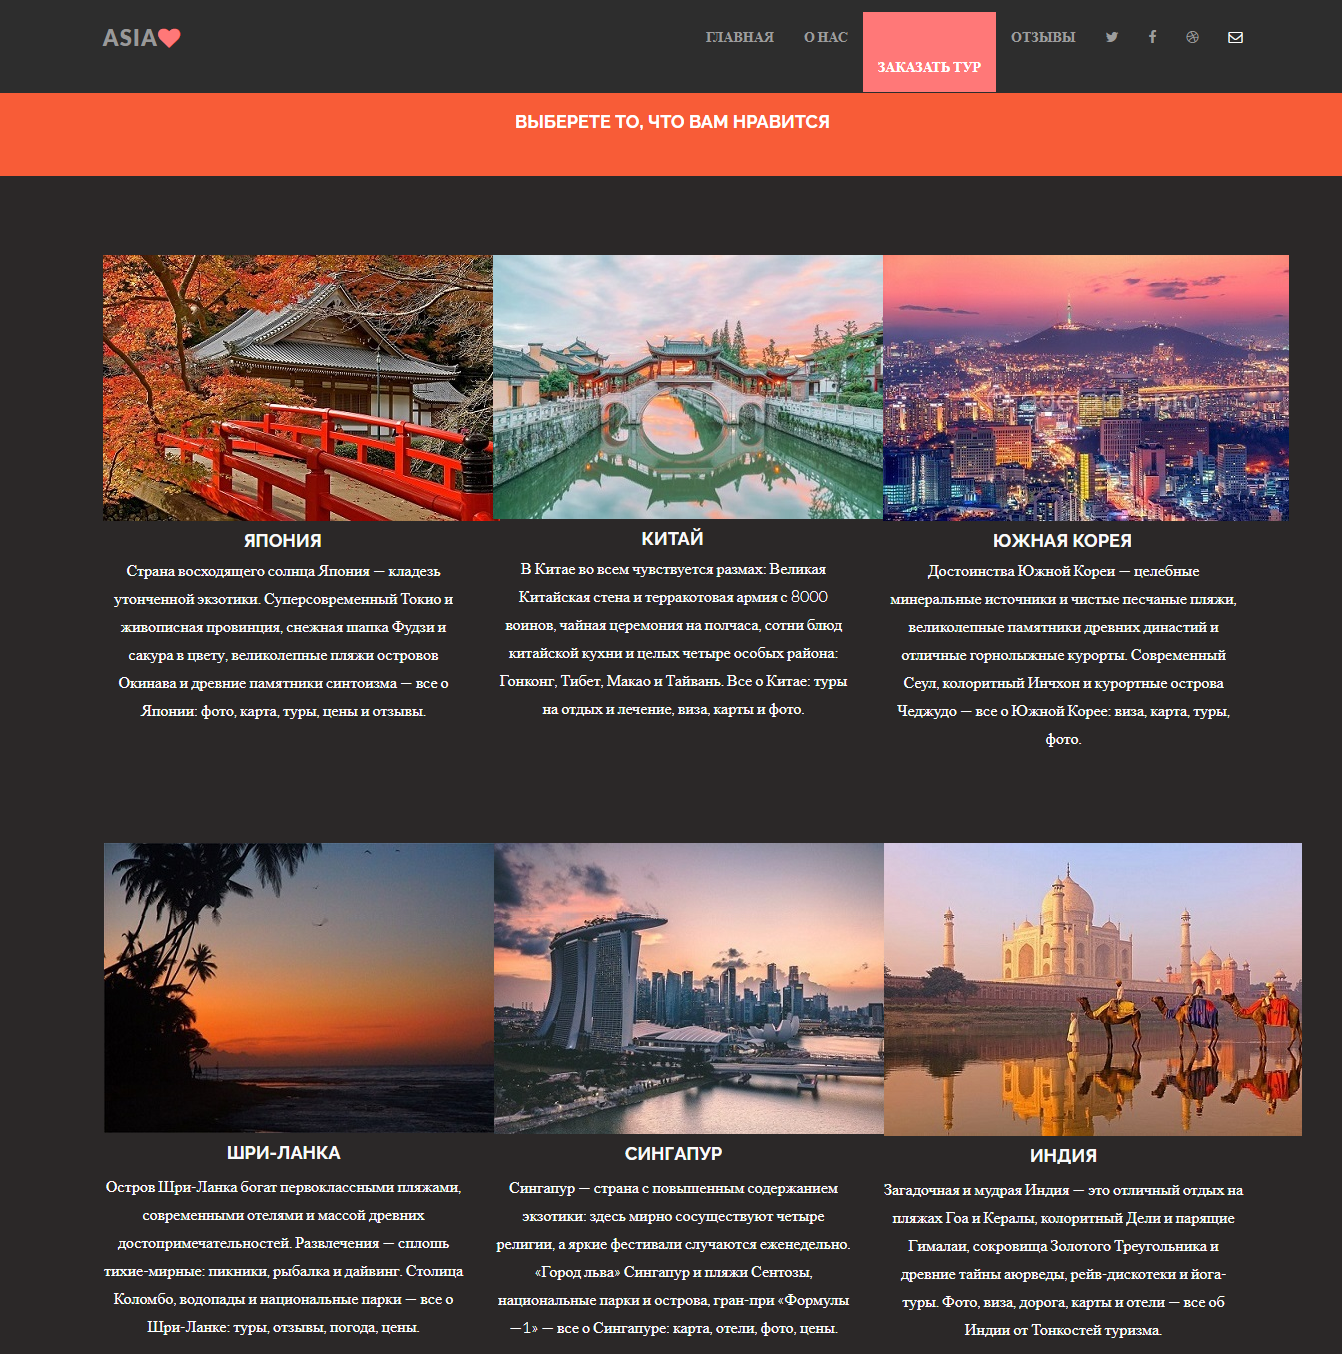 ASIA
ГЛАВНАЯ
О НАС
ЗАКАЗАТЬ ТУР
ОТЗЫВЫ
ВЫБЕРЕТЕ ТО, ЧТО ВАМ НРАВИТСЯ
ЯПОНИЯ
Страна восходящего солнца Япония — кладезь
утонченной экзотики. Суперсовременный Токио и
живописная провинция, снежная шапка Фудзи и
сакура в цвету, великолепные пляжи островов
Окинава и древние памятники синтоизма — все о
Японии: фото, карта, туры, цены и отзывы.
КИТАЙ
В Китае во всем чувствуется размах: Великая
Китайская стена и терракотовая армия с 8000
воинов, чайная церемония на полчаса, сотни блюд
китайской кухни и целых четыре особых района:
Гонконг, Тибет, Макао и Тайвань. Все о Китае: туры
на отдых и лечение, виза, карты и фото.
ЮЖНАЯ КОРЕЯ
Достоинства Южной Кореи — целебные
минеральные источники и чистые песчаные пляжи,
великолепные памятники древних династий и
отличные горнолыжные курорты. Современный
Сеул, колоритный Инчхон и курортные острова
Чеджудо — все о Южной Корее: виза, карта, туры,
фото.
ШРИ-ЛАНКА
Остров Шри-Ланка богат первоклассными пляжами,
современными отелями и массой древних
достопримечательностей. Развлечения — сплошь
тихие-мирные: пикники, рыбалка и дайвинг. Столица
Коломбо, водопады и национальные парки — все о
Шри-Ланке: туры, отзывы, погода, цены.
СИНГАПУР
Сингапур — страна с повышенным содержанием
экзотики: здесь мирно сосуществуют четыре
религии, а яркие фестивали случаются еженедельно.
«Город льва» Сингапур и пляжи Сентозы,
национальные парки и острова, гран-при «Формулы
—1» — все о Сингапуре: карта, отели, фото, цены.
ИНДИЯ
Загадочная и мудрая Индия — это отличный отдых на
пляжах Гоа и Кералы, колоритный Дели и парящие
Гималаи, сокровища Золотого Треугольника и
древние тайны аюрведы, рейв-дискотеки и йога-
туры. Фото, виза, дорога, карты и отели — все об
Индии от Тонкостей туризма.